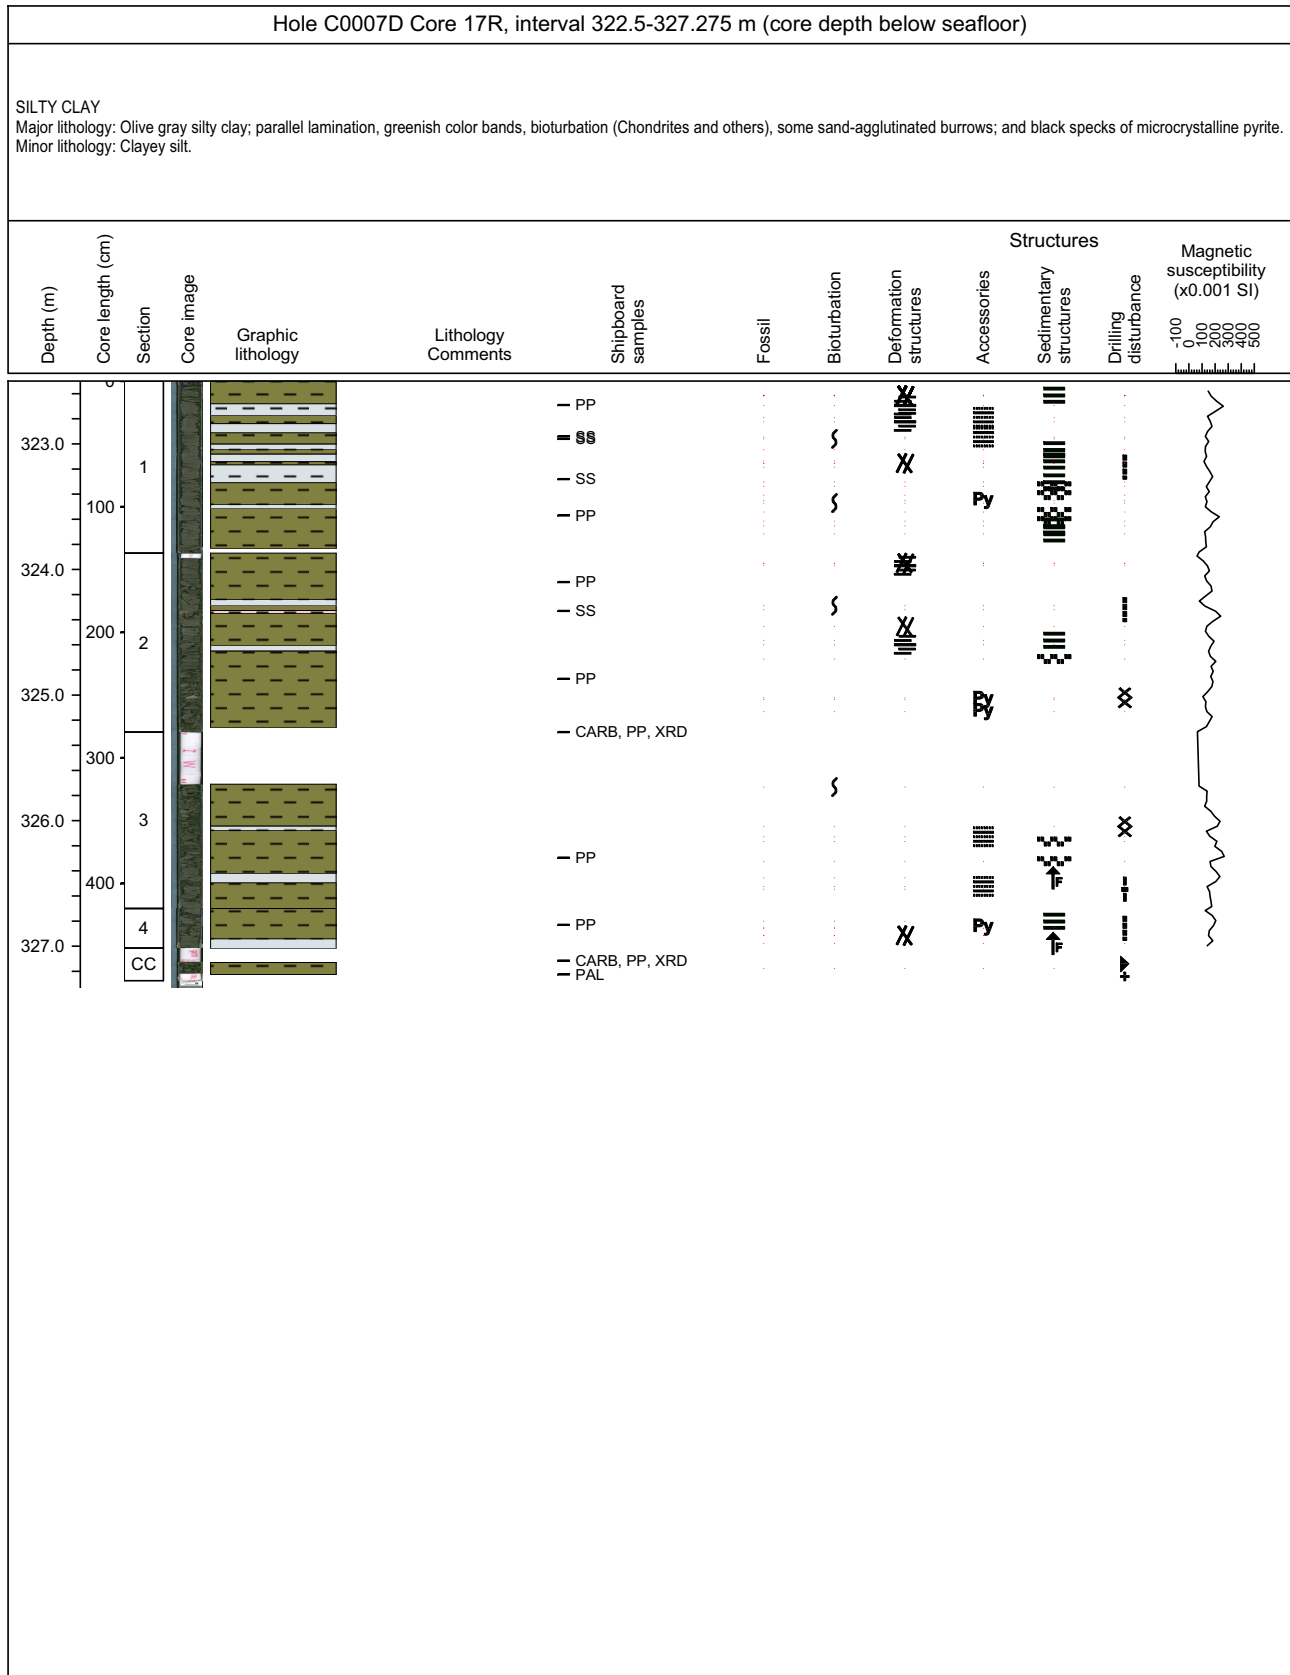 Hole C0007D Core 17R, interval 322.5-327.275 m (core depth below seafloor)
SILTY CLAY
Major lithology: Olive gray silty clay; parallel lamination, greenish color bands, bioturbation (Chondrites and others), some sand-agglutinated burrows; and black specks of microcrystalline pyrite.
Minor lithology: Clayey silt.
Depth (m)
Core length (cm)
Section
Core image
Graphic
lithology
Lithology
Comments
Shipboard
samples
Fossil
Bioturbation
Structures
Deformation
structures
Accessories
Sedimentary
structures
Drilling
disturbance
Magnetic
susceptibility
(x0.001 SI)
-100
0
100
200
300
400
500
0
PP
323.0
SS
SS
1
SS
100
Py
PP
324.0
PP
SS
200
2
PP
325.0
Py
Py
CARB, PP, XRD
300
I W
326.0
3
PP
400
F
4
PP
Py
327.0
F
CC
CARB, PP, XRD
PAL